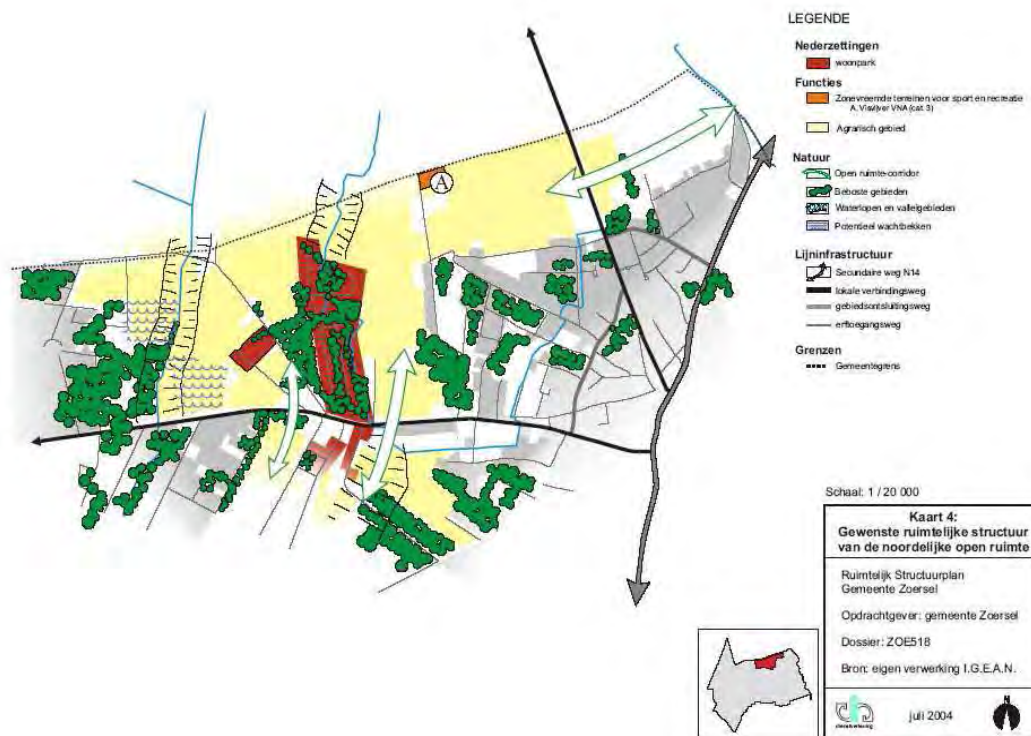 LEGENDE
Nederzettingen
woonpark
Functies
Zonevreemde terreinen voor sport en recreatie
A. Visvijver VNA (cat. 3)
Agrarisch gebied
Natuur
Open ruimte-corridor
Beboste gebieden
Waterlopen en valleigebieden
Potentieel wachtbekken
Lijninfrastructuur
Secundaire weg N14
lokale verbindingsweg
gebiedsontsluitingsweg
erftoegangsweg
Grenzen
Gemeentegrens
A
Schaal: 1 / 20 000
Kaart 4:
Gewenste ruimtelijke structuur
van de noordelijke open ruimte
Ruimtelijk Structuurplan
Gemeente Zoersel
Opdrachtgever: gemeente Zoersel
Dossier: ZOE518
Bron: eigen verwerking I.G.E.A.N.
juli 2004